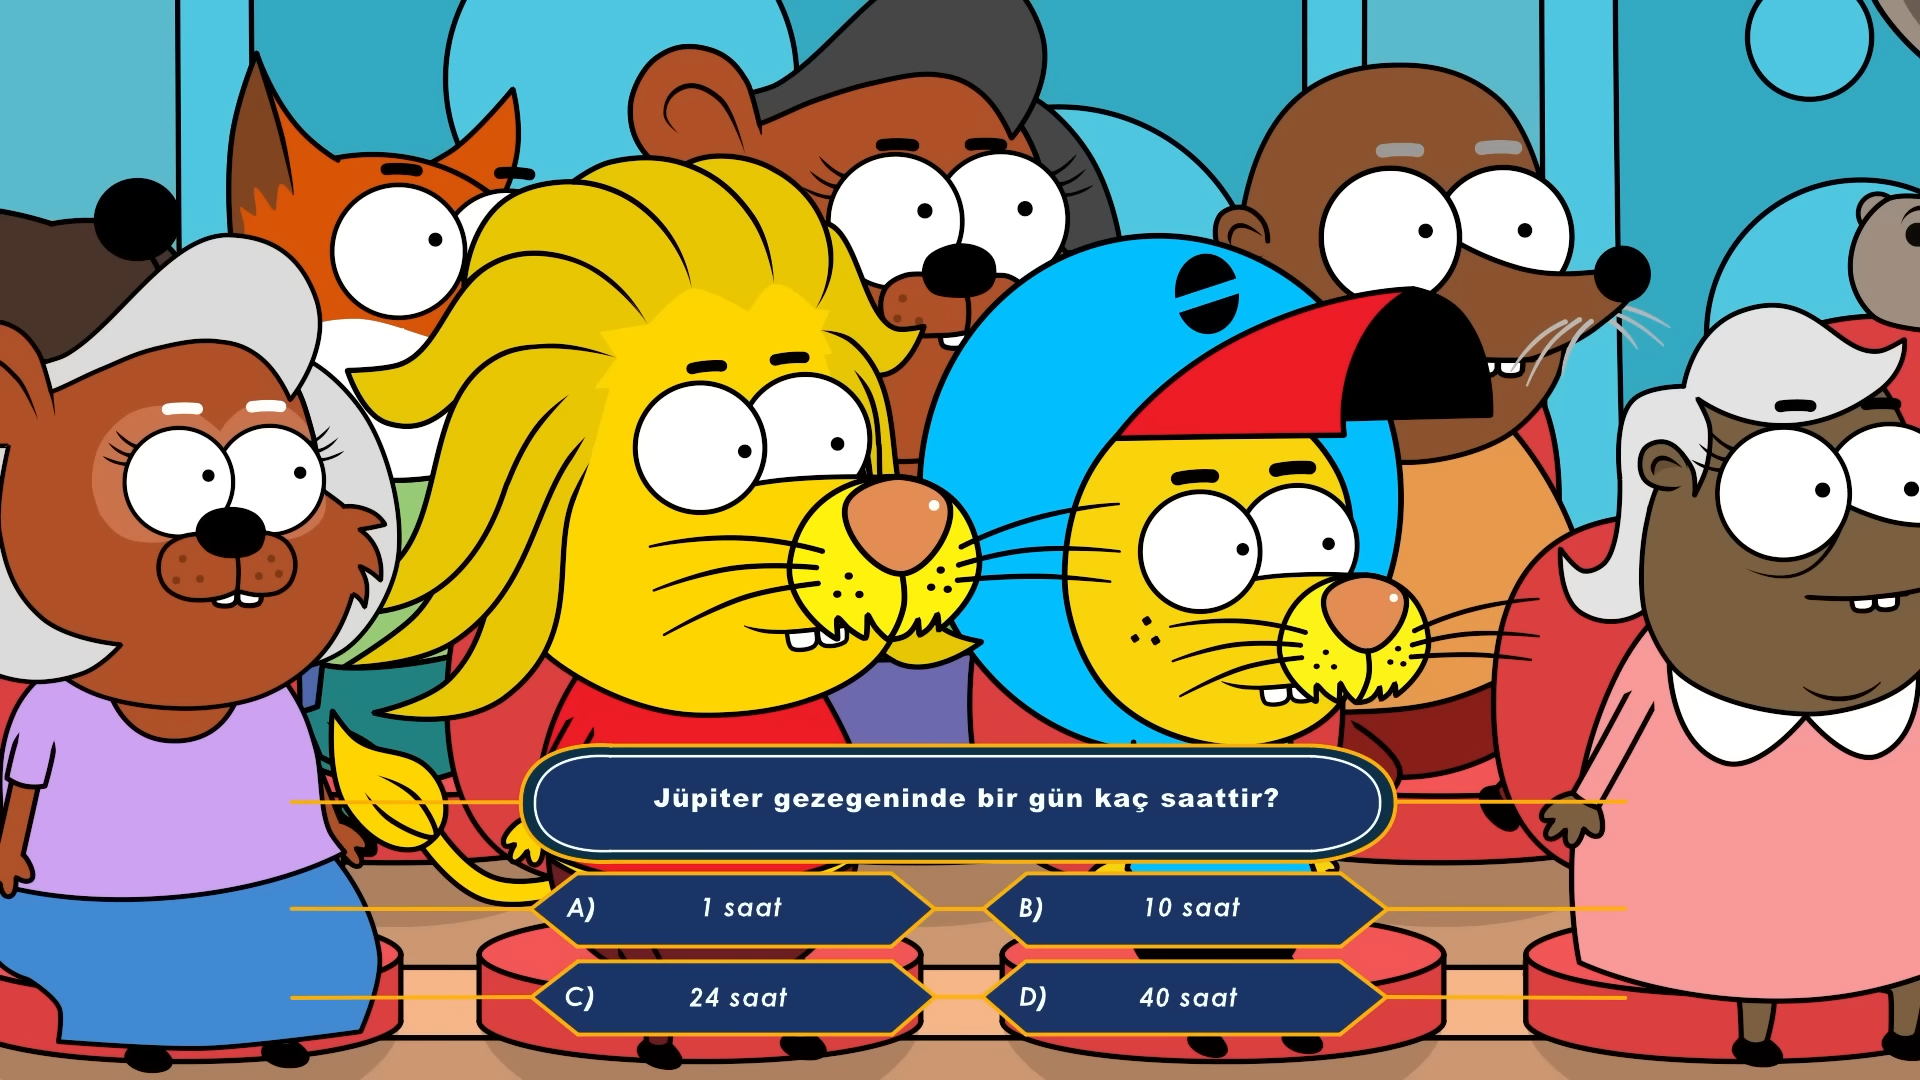 Jüpiter gezegeninde bir gün kaç saattir?
A) 1 saat
B) 10 saat
C) 24 saat
D) 40 saat